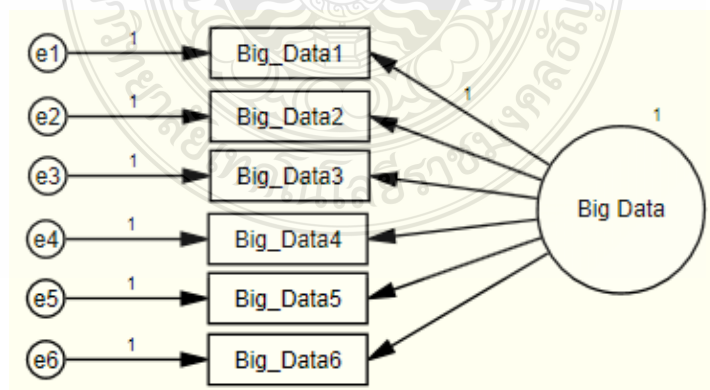 e1 1 Big_Data1
1
1
e2 1 Big_Data2
e3 1 Big_Data3
Big Data
e4 1 Big_Data4
e5 1 Big_Data5
e6 1 Big_Data6